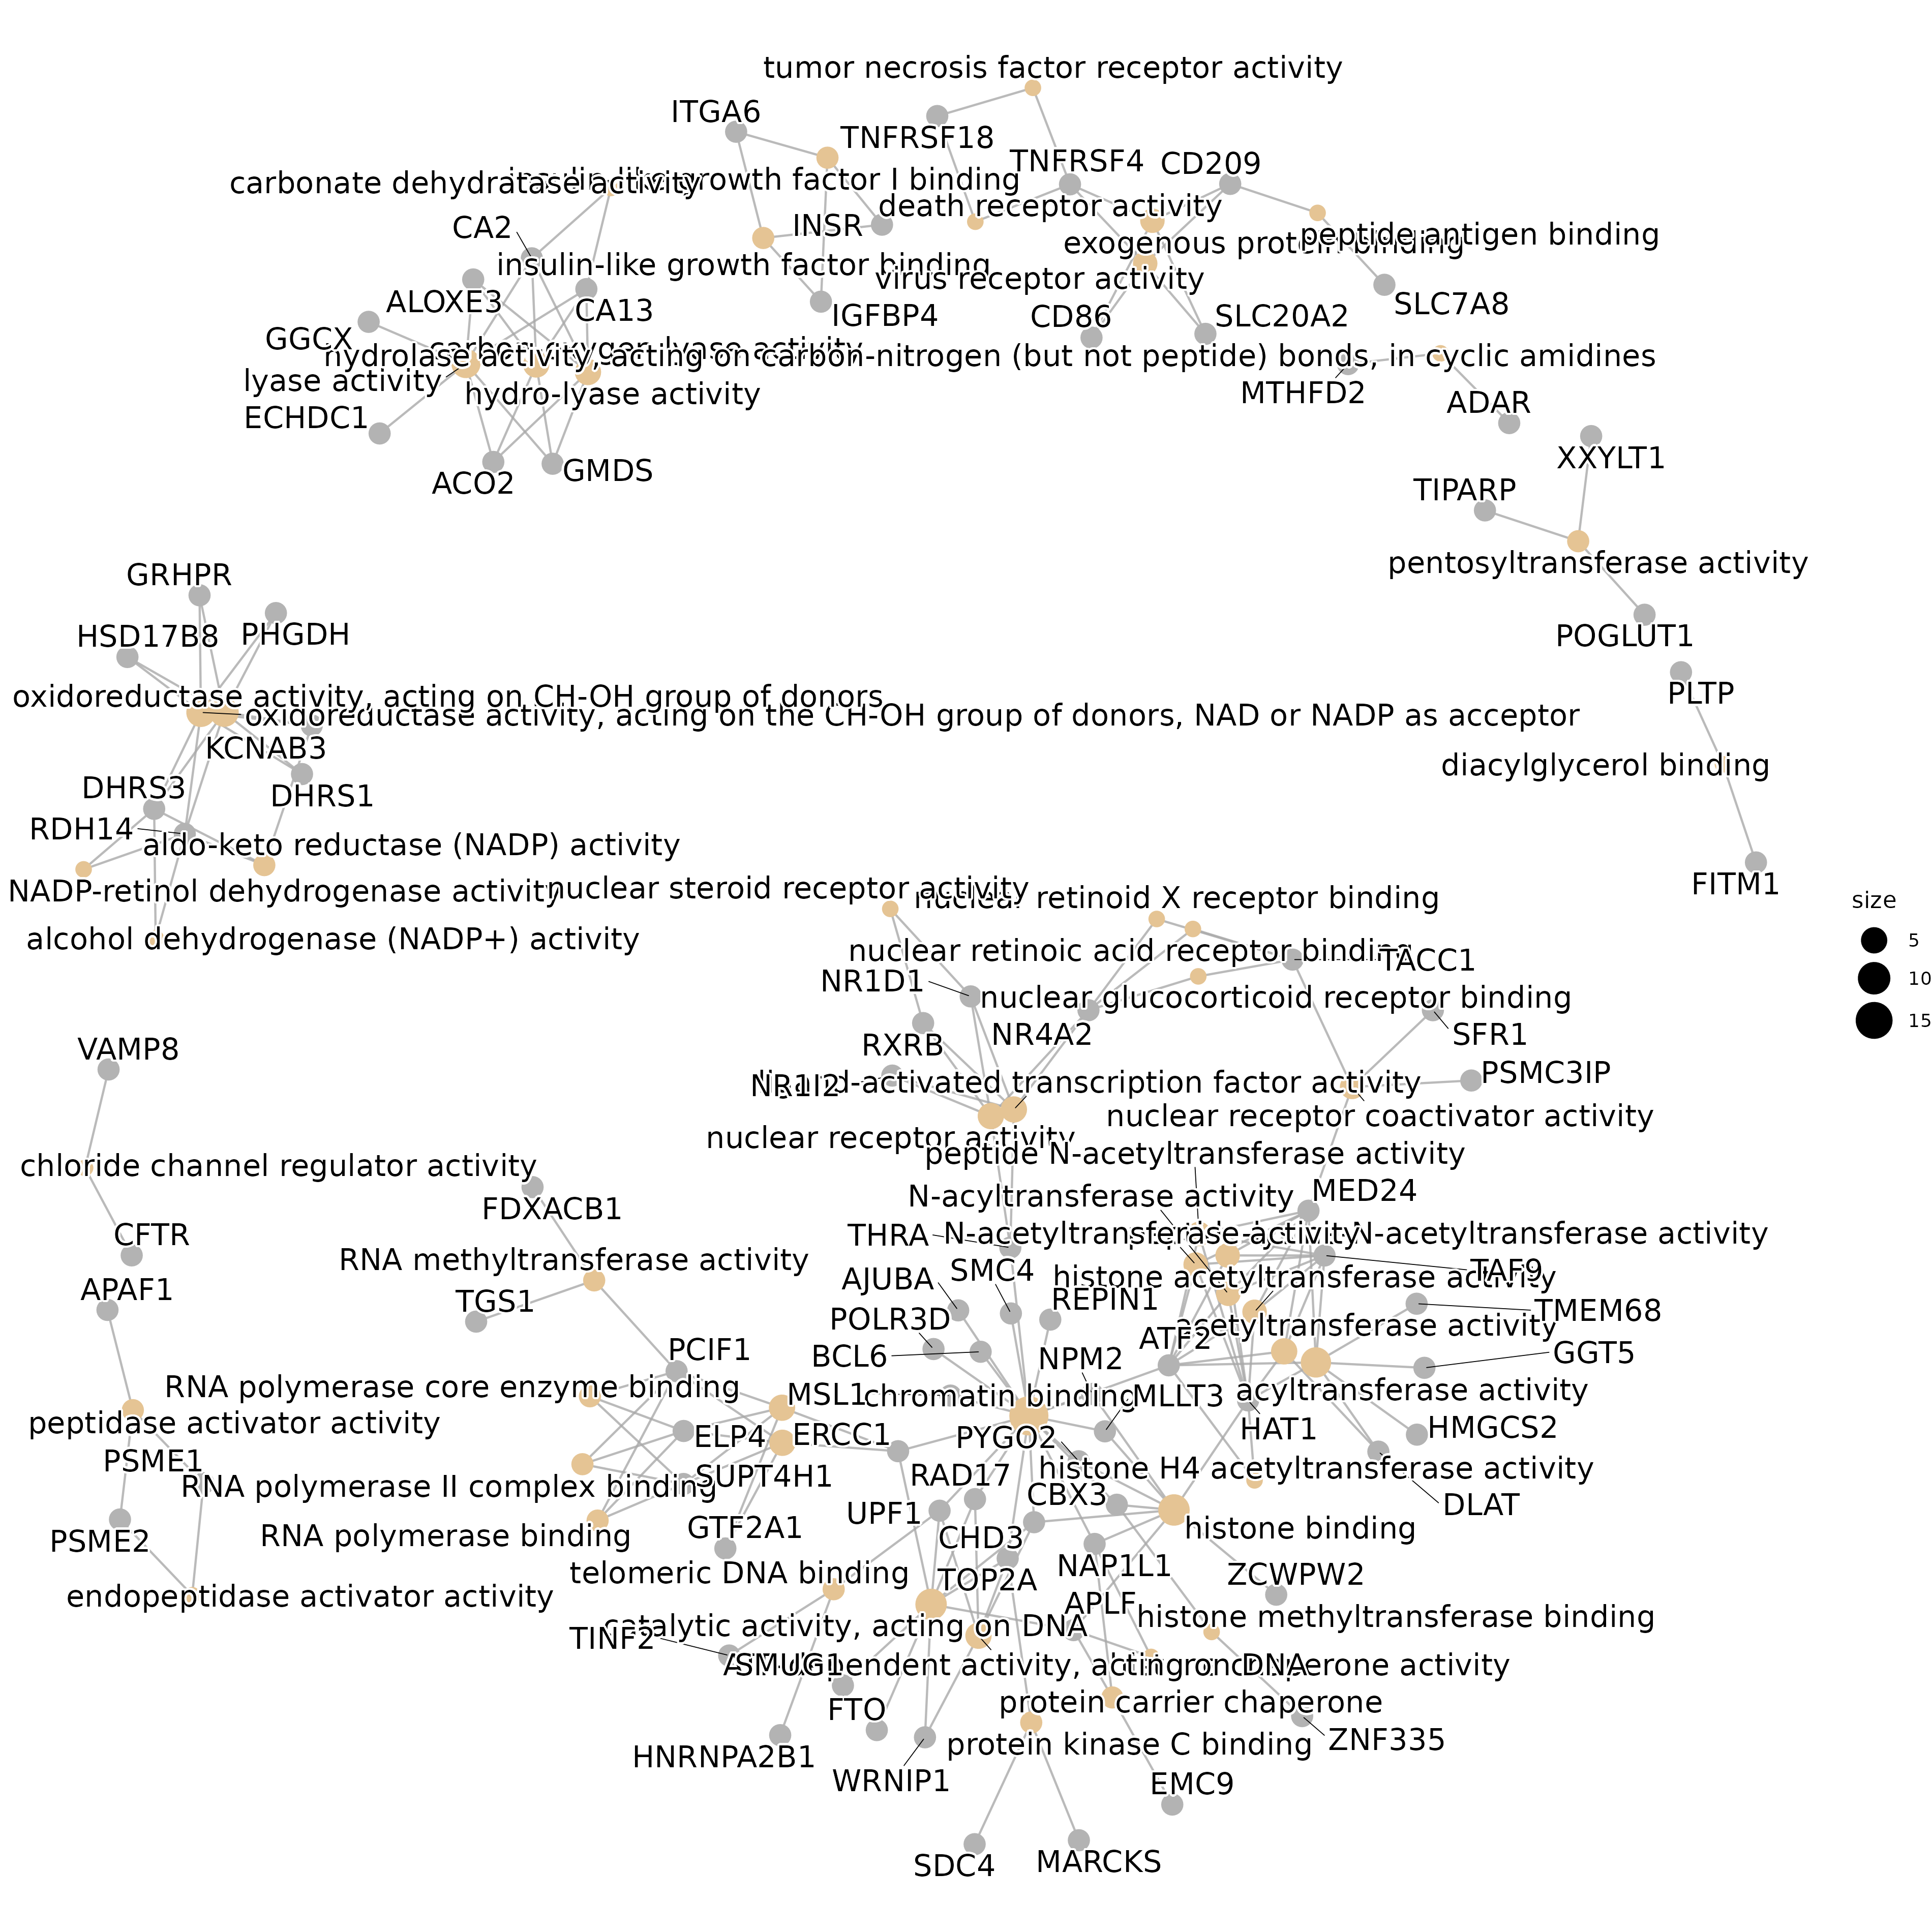 tumor necrosis factor receptor activity
ITGA6
TNFRSF18
TNFRSF4
CD209
carbonate dehydratase activity
growth factor I binding
death receptor activity
CA2
INSR
peptide antigen binding
exogenous protein binding
insulin-like growth factor binding
virus receptor activity
ALOXE3
CA13
IGFBP4
CD86
SLC20A2
SLC7A8
GGCX
carbon-oxygen lyase activity
hydrolase activity, acting on carbon-nitrogen (but not peptide) bonds, in cyclic amidines
lyase activity
hydro-lyase activity
MTHFD2
ADAR
ECHDC1
ACO2
GMDS
XXYLT1
TIPARP
pentosyltransferase activity
GRHPR
HSD17B8
PHGDH
POGLUT1
PLTP
oxidoreductase activity, acting on CH-OH group of donors
oxidoreductase activity, acting on the CH-OH group of donors, NAD or NADP as acceptor
KCNAB3
diacylglycerol binding
DHRS3
DHRS1
RDH14
aldo-keto reductase (NADP) activity
FITM1
NADP-retinol dehydrogenase activity
nuclear steroid receptor activity
nuclear retinoid X receptor binding
size
5
10
15
alcohol dehydrogenase (NADP+) activity
nuclear retinoic acid receptor binding
TACC1
NR1D1
nuclear glucocorticoid receptor binding
RXRB
NR4A2
SFR1
VAMP8
NR1I2
ligand-activated transcription factor activity
PSMC3IP
nuclear receptor coactivator activity
nuclear receptor activity
peptide N-acetyltransferase activity
chloride channel regulator activity
FDXACB1
N-acyltransferase activity
MED24
CFTR
THRA
N-acetyltransferase activity
N-acetyltransferase activity
RNA methyltransferase activity
APAF1
AJUBA
SMC4
histone acetyltransferase activity
TAF9
TGS1
POLR3D
REPIN1
TMEM68
ATF2
acetyltransferase activity
PCIF1
BCL6
NPM2
GGT5
RNA polymerase core enzyme binding
MSL1
chromatin binding
MLLT3
acyltransferase activity
peptidase activator activity
ELP4
ERCC1
PYGO2
HAT1
HMGCS2
PSME1
RNA polymerase II complex binding
SUPT4H1
RAD17
histone H4 acetyltransferase activity
CBX3
DLAT
PSME2
RNA polymerase binding
GTF2A1
UPF1
CHD3
histone binding
telomeric DNA binding
TOP2A
NAP1L1
ZCWPW2
endopeptidase activator activity
APLF
histone methyltransferase binding
TINF2
catalytic activity, acting on DNA
SMUG1
activity, acting on DNA
chaperone activity
FTO
protein carrier chaperone
HNRNPA2B1
protein kinase C binding
ZNF335
WRNIP1
EMC9
SDC4
MARCKS